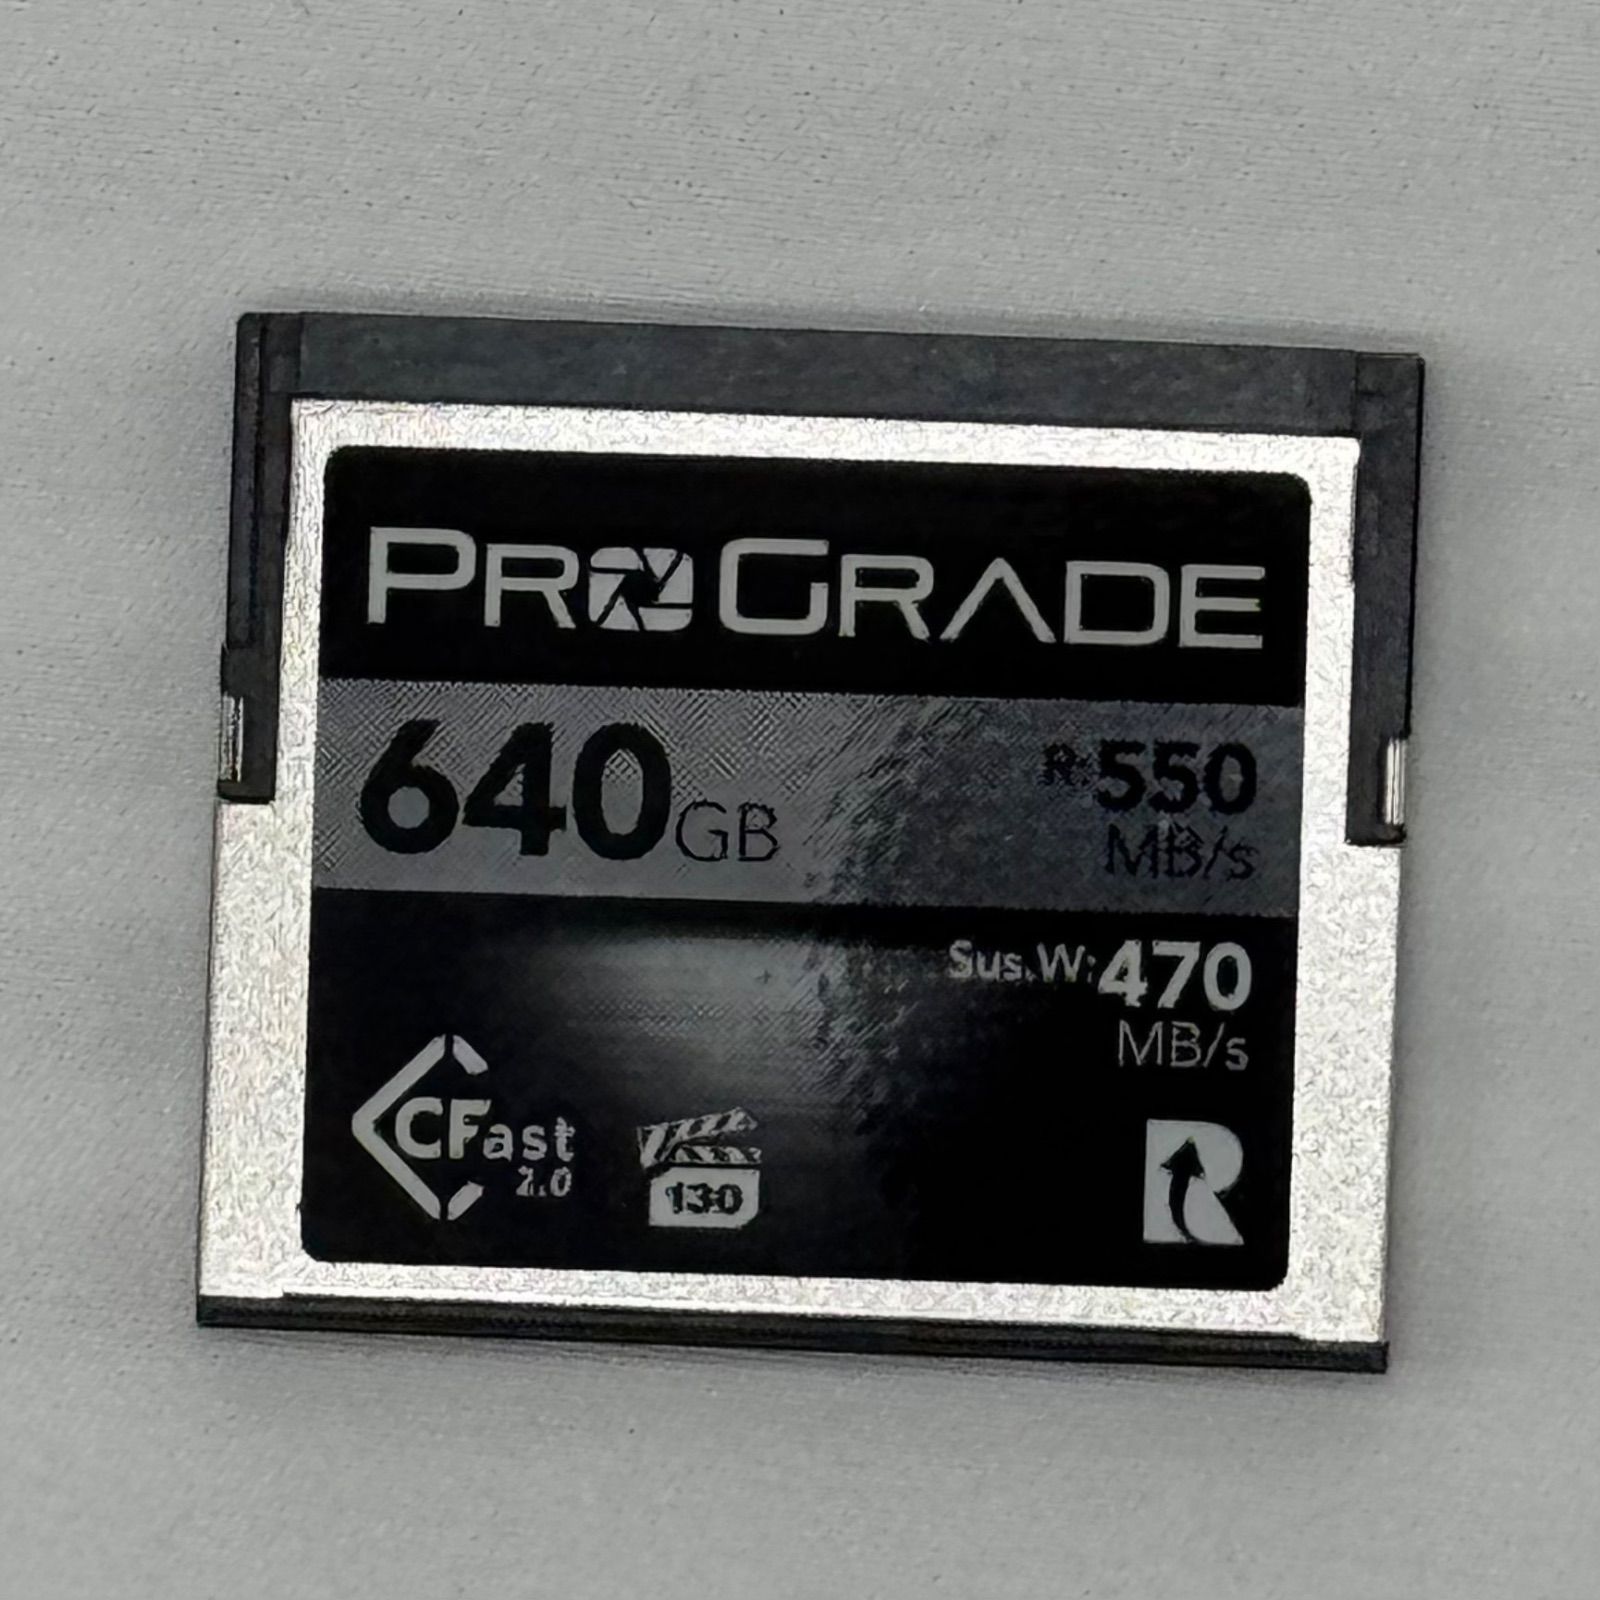 PROGRADE
640GB
R:550
MB/s
Sus.W:470
MB/s
CFast
2.0
130
R